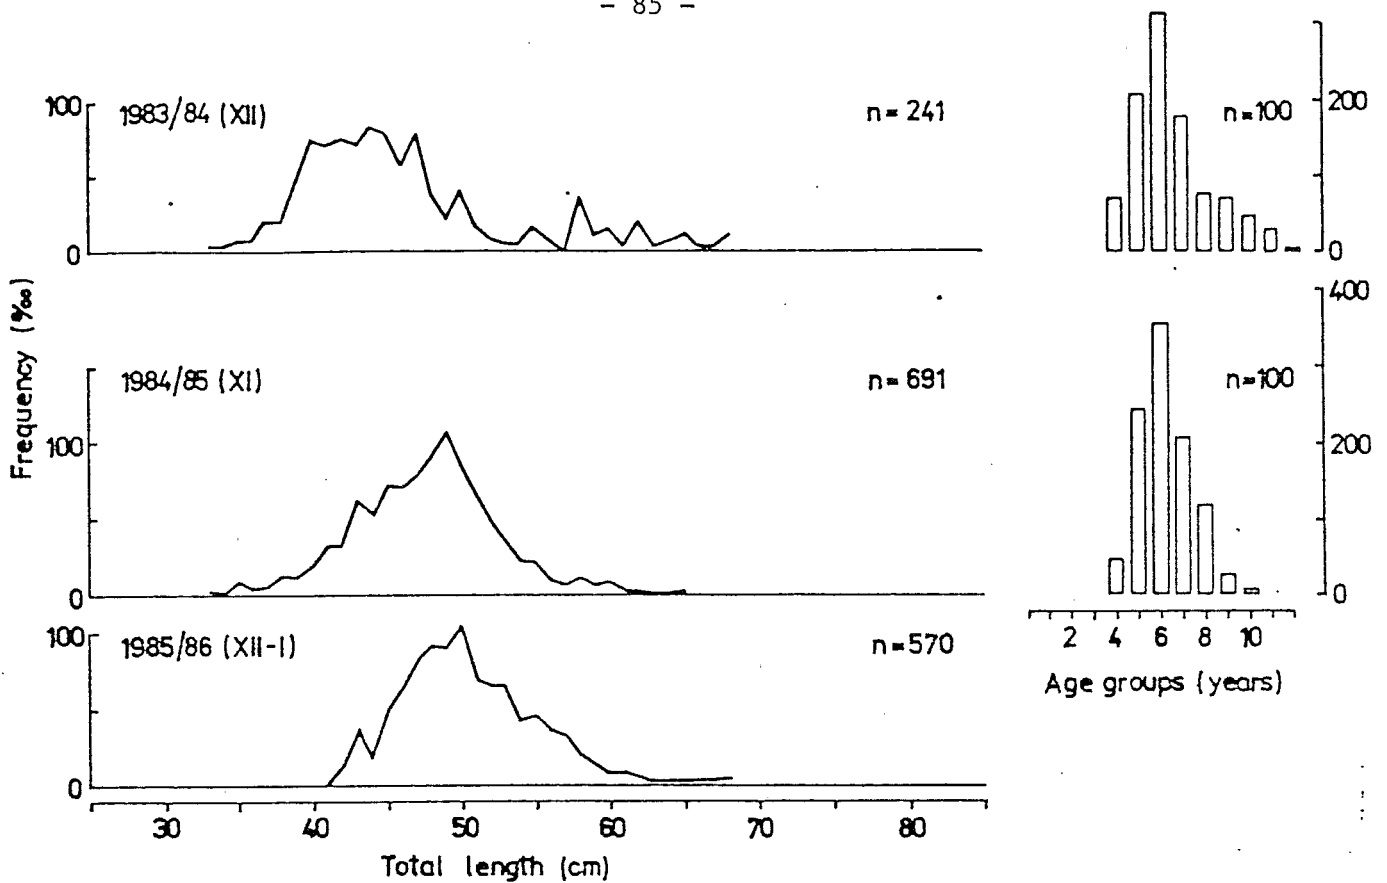 - 85 -
100
1983/84 (XII)
n= 241
n=100
200
0
0
400
1984/85 (XI)
n= 691
n=100
100
200
0
0
Frequency (‰)
100
1985/86 (XII-I)
n=570
2 4 6 8 10
Age groups (years)
0
30 40 50 60 70 80
Total length (cm)